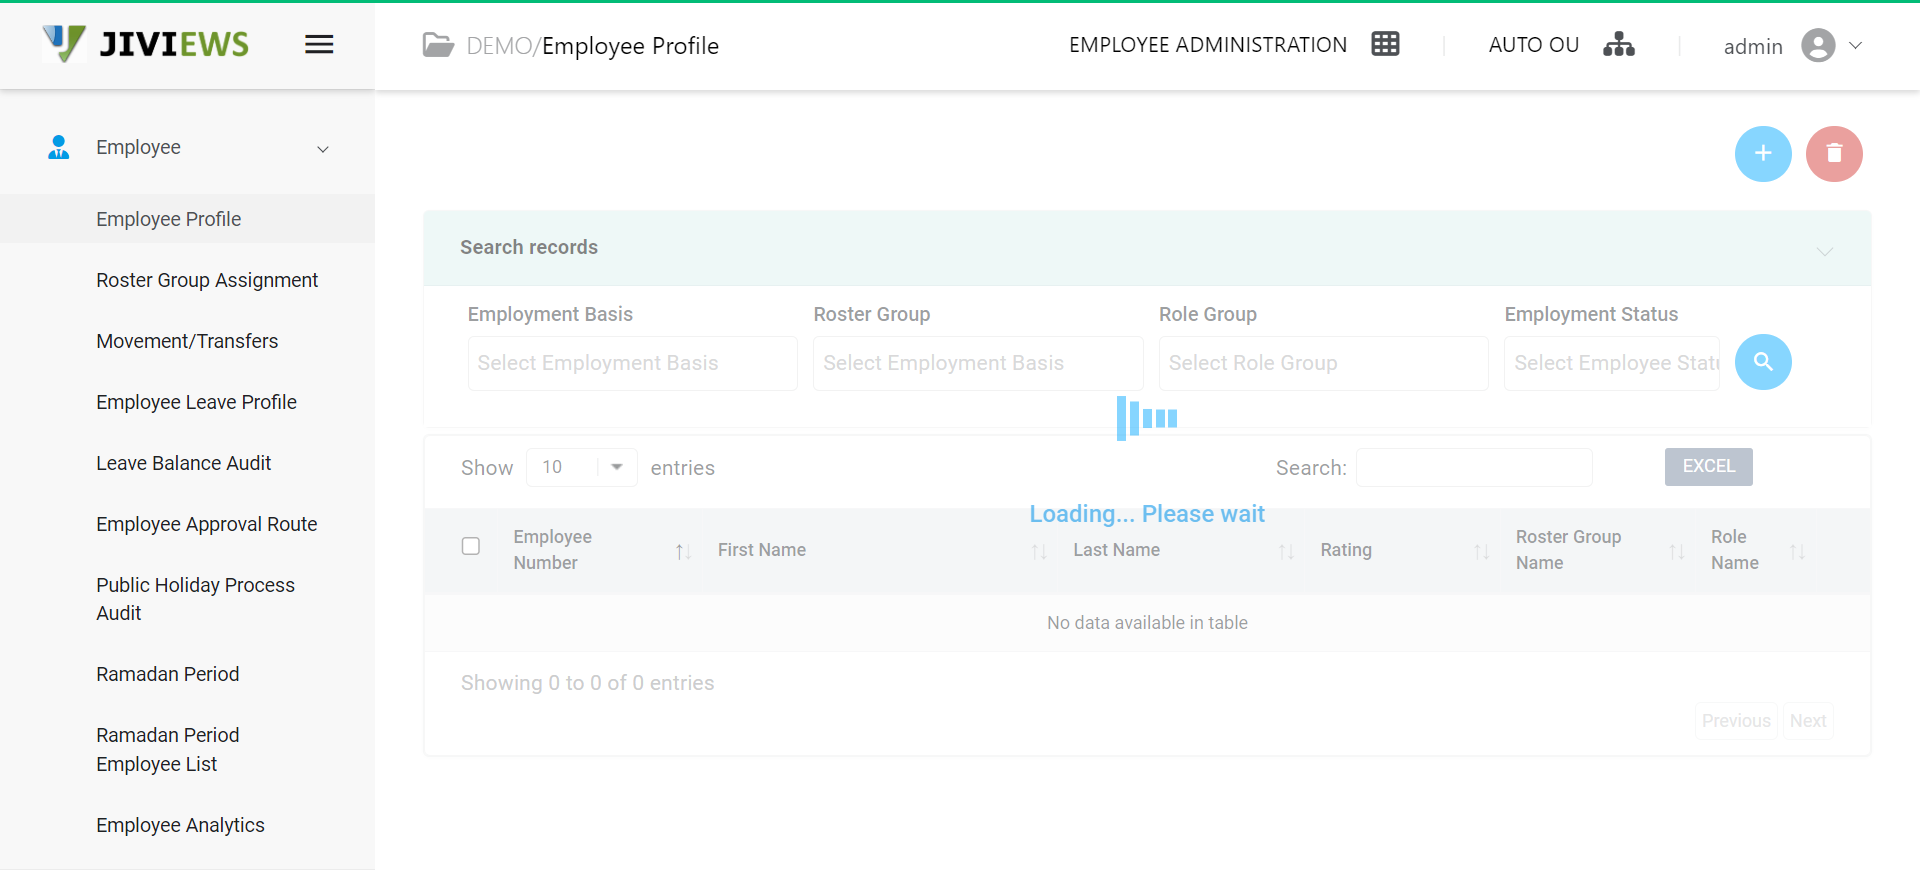 JIVIEWS
DEMO/Employee Profile
EMPLOYEE ADMINISTRATION
AUTO OU
admin
Employee
Employee Profile
Roster Group Assignment
Movement/Transfers
Employee Leave Profile
Leave Balance Audit
Employee Approval Route
Public Holiday Process
Audit
Ramadan Period
Ramadan Period
Employee List
Employee Analytics
Search records
Employment Basis
Roster Group
Role Group
Employment Status
Select Employment Basis
Select Employment Basis
Select Role Group
Select Employee Statu
Show 10 entries
Search:
EXCEL
Loading... Please wait
Employee
Number
First Name
Last Name
Rating
Roster Group
Name
Role
Name
No data available in table
Showing 0 to 0 of 0 entries
Previous
Next